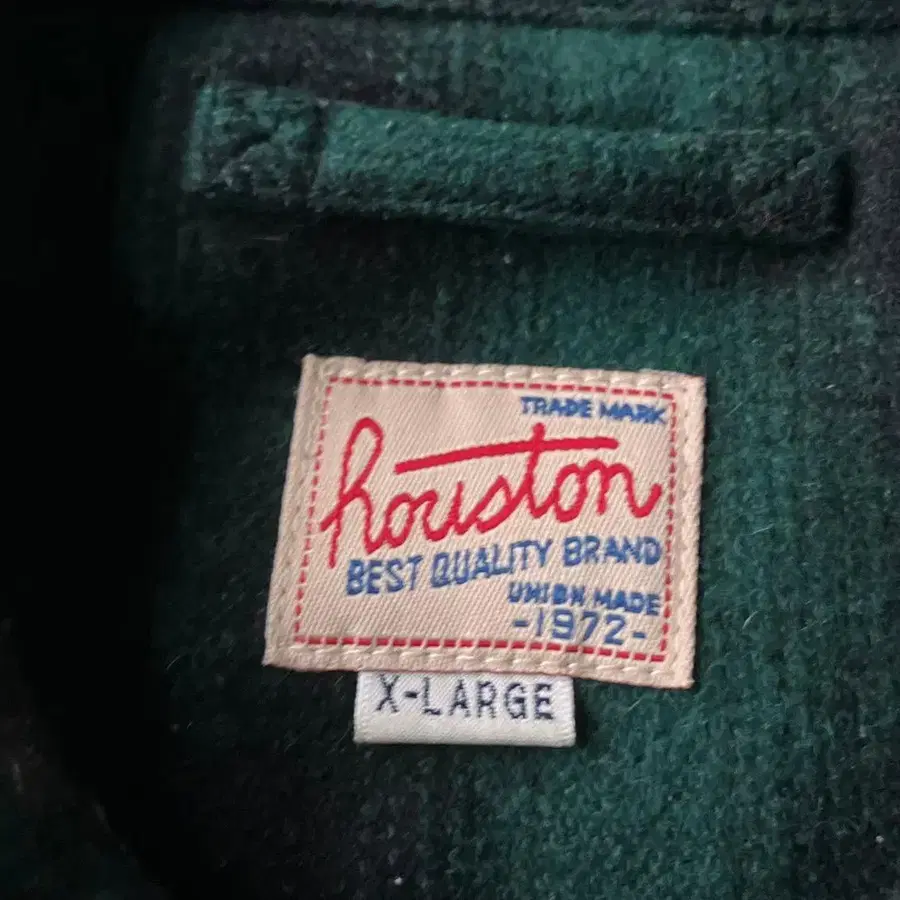 TRADE MARK
houston
BEST QUALITY BRAND
UNION MADE
-1972-
X-LARGE